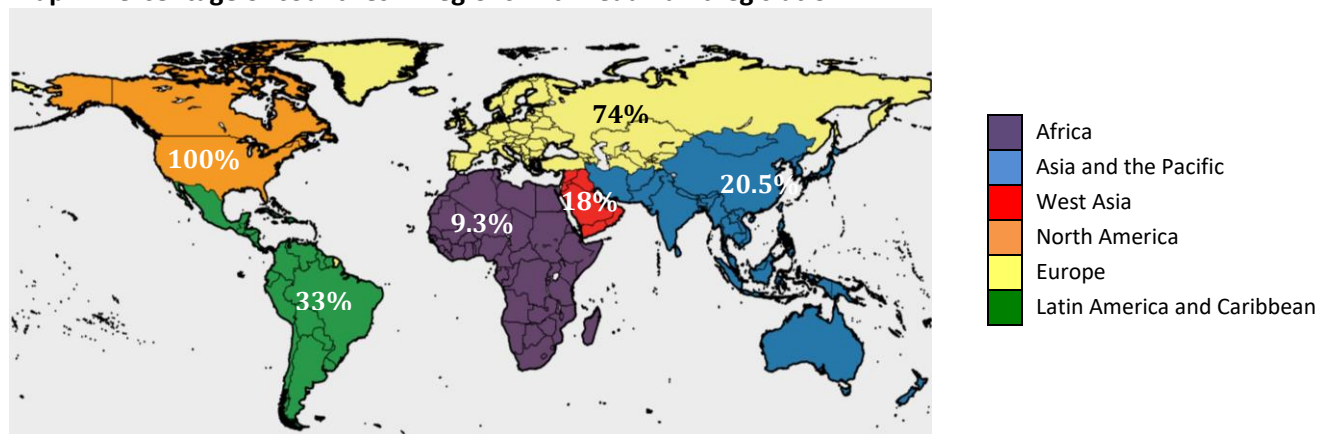 74%
100%
20.5%
18%
9.3%
33%
Africa
Asia and the Pacific
West Asia
North America
Europe
Latin America and Caribbean